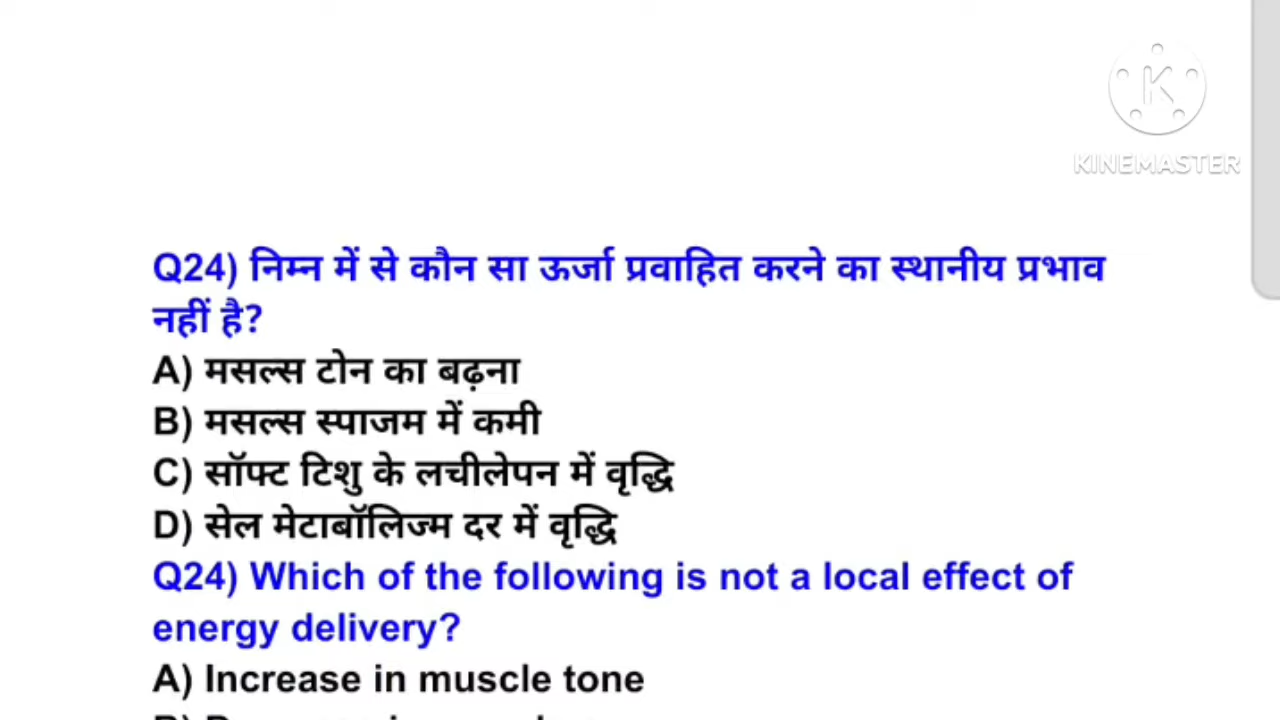 KINEMASTER
Q24) निम्न में से कौन सा ऊर्जा प्रवाहित करने का स्थानीय प्रभाव
नहीं है?
A) मसल्स टोन का बढ़ना
B) मसल्स स्पाजम में कमी
C) सॉफ्ट टिशु के लचीलेपन में वृद्धि
D) सेल मेटाबॉलिज्म दर में वृद्धि
Q24) Which of the following is not a local effect of
energy delivery?
A) Increase in muscle tone